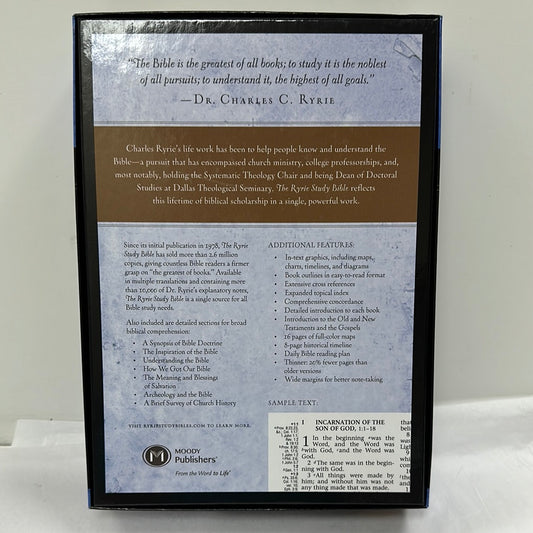 "The Bible is the greatest of all books; to study it is the noblest
of all pursuits; to understand it, the highest of all goals."
—Dr. Charles C. Ryrie
Charles Ryrie's life work has been to help people know and understand the
Bible—a pursuit that has encompassed church ministry, college professorships, and,
most notably, holding the Systematic Theology Chair and being Dean of Doctoral
Studies at Dallas Theological Seminary. The Ryrie Study Bible reflects
this lifetime of biblical scholarship in a single, powerful work.
Since its initial publication in 1978, The Ryrie
Study Bible has sold more than 2.6 million
copies, giving countless Bible readers a firmer
grasp on "the greatest of books." Available
in multiple translations and containing more
than 10,000 of Dr. Ryrie's explanatory notes,
The Ryrie Study Bible is a single source for all
Bible study needs.
Also included are detailed sections for broad
biblical comprehension:
• A Synopsis of Bible Doctrine
• The Inspiration of the Bible
• Understanding the Bible
• How We Got Our Bible
• The Meaning and Blessings
of Salvation
• Archeology and the Bible
• A Brief Survey of Church History
VISIT RYRIESTUDYBIBLES.COM TO LEARN MORE.
M
MOODY
Publishers®
From the Word to Life®
ADDITIONAL FEATURES:
• In-text graphics, including maps,
charts, timelines, and diagrams
• Book outlines in easy-to-read format
• Extensive cross references
• Expanded topical index
• Comprehensive concordance
• Detailed introduction to each book
• Introduction to the Old and New
Testaments and the Gospels
• 16 pages of full-color maps
• 8-page historical timeline
• Daily Bible reading plan
• Thinner: 20% fewer pages than
older versions
• Wide margins for better note-taking
SAMPLE TEXT:
I INCARNATION OF THE
SON OF GOD, 1:1–18
1 In the beginning was the
Word, and the Word was
with God, and the Word was
God.
2 The same was in the begin-
ning with God.
3 All things were made by
him; and without him was not
any thing made that was made.